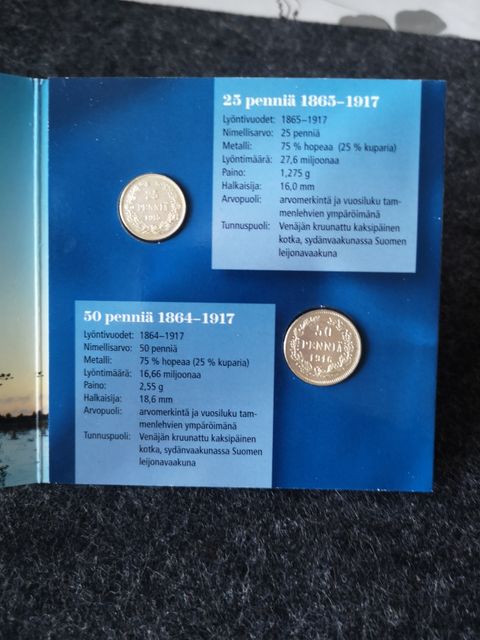 25 penniä 1865–1917
Lyöntivuodet: 1865–1917
Nimellisarvo: 25 penniä
Metalli: 75 % hopeaa (25 % kuparia)
Lyöntimäärä: 27,6 miljoonaa
Paino: 1,275 g
Halkaisija: 16,0 mm
Arvopuoli: arvomerkintä ja vuosiluku tam-
menlehvien ympäröimänä
Tunnuspuoli: Venäjän kruunattu kaksipäinen
kotka, sydänvaakunassa Suomen
leijonavaakuna
25
PENNIÄ
50 penniä 1864–1917
Lyöntivuodet: 1864–1917
Nimellisarvo: 50 penniä
Metalli: 75 % hopeaa (25 % kuparia)
Lyöntimäärä: 16,66 miljoonaa
Paino: 2,55 g
Halkaisija: 18,6 mm
Arvopuoli: arvomerkintä ja vuosiluku tam-
menlehvien ympäröimänä
Tunnuspuoli: Venäjän kruunattu kaksipäinen
kotka, sydänvaakunassa Suomen
leijonavaakuna
50
PENNIÄ
1916